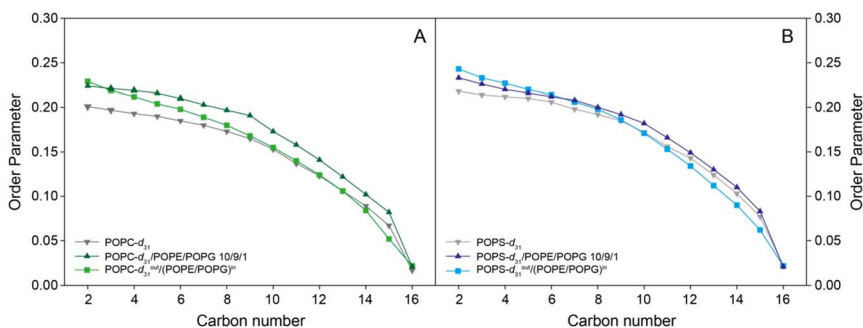 0.30
0.25
0.20
0.15
0.10
0.05
0.00
Order Parameter
A
POPC-d₃₁
POPC-d₃₁/POPE/POPG 10/9/1
POPC-d₃₁ᵒᵘᵗ/(POPE/POPG)ⁱⁿ
2 4 6 8 10 12 14 16
Carbon number
B
POPS-d₃₁
POPS-d₃₁/POPE/POPG 10/9/1
POPS-d₃₁ᵒᵘᵗ/(POPE/POPG)ⁱⁿ
2 4 6 8 10 12 14 16
Carbon number
0.30
0.25
0.20
0.15
0.10
0.05
0.00
Order Parameter